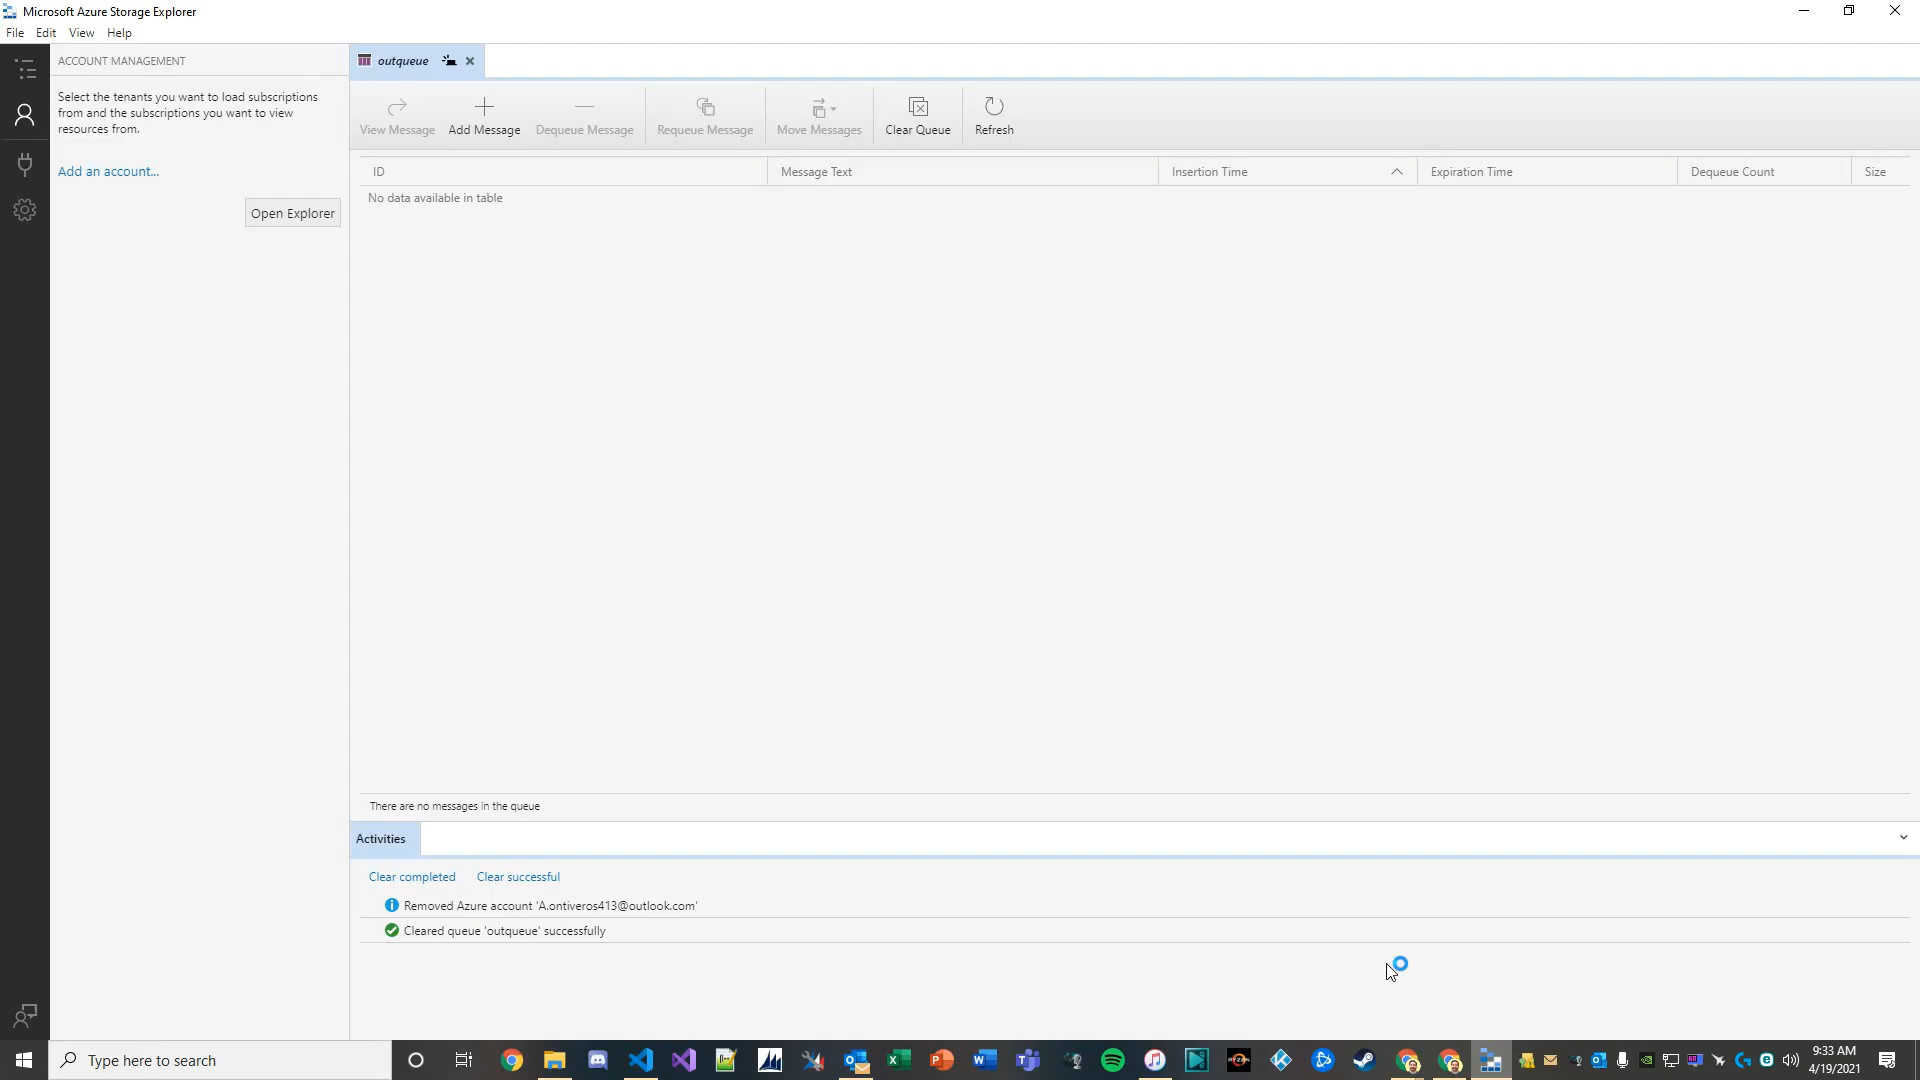 Microsoft Azure Storage Explorer
File Edit View Help
ACCOUNT MANAGEMENT
Select the tenants you want to load subscriptions
from and the subscriptions you want to view
resources from.
Add an account...
Open Explorer
outqueue
View Message Add Message Dequeue Message Requeue Message Move Messages Clear Queue Refresh
ID Message Text Insertion Time Expiration Time Dequeue Count Size
No data available in table
There are no messages in the queue
Activities
Clear completed Clear successful
Removed Azure account 'A.ontiveros413@outlook.com'
Cleared queue 'outqueue' successfully
Type here to search
9:33 AM
4/19/2021